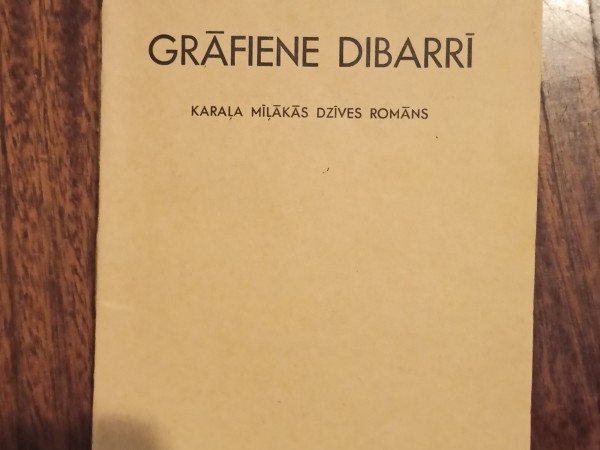 GRĀFIENE DIBARRĪ
KARAĻA MĪĻĀKĀS DZĪVES ROMĀNS